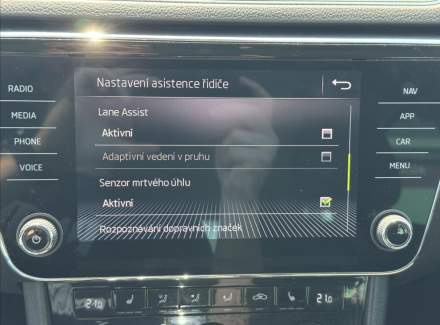 Nastavení asistence řidiče
RADIO
NAV
MEDIA
Lane Assist
APP
Aktivní
PHONE
CAR
Adaptivní vedení v pruhu
VOICE
MENU
Senzor mrtvého úhlu
Aktivní
Rozpoznávání dopravních značek
21.0
21.0